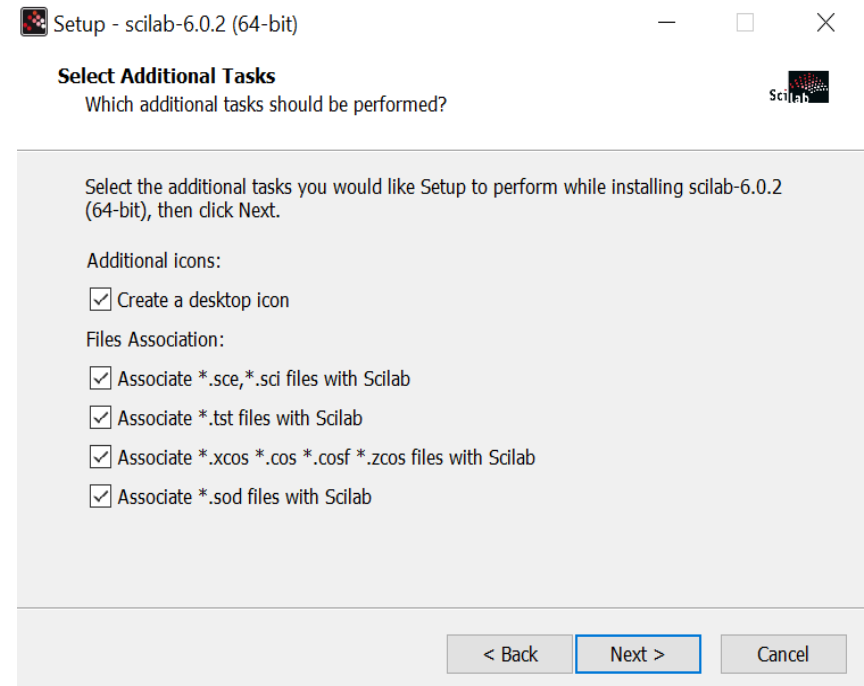 Setup - scilab-6.0.2 (64-bit)
Select Additional Tasks
Which additional tasks should be performed?
Scilab
Select the additional tasks you would like Setup to perform while installing scilab-6.0.2
(64-bit), then click Next.
Additional icons:
Create a desktop icon
Files Association:
Associate *.sce,*.sci files with Scilab
Associate *.tst files with Scilab
Associate *.xcos *.cos *.cosf *.zcos files with Scilab
Associate *.sod files with Scilab
< Back Next > Cancel